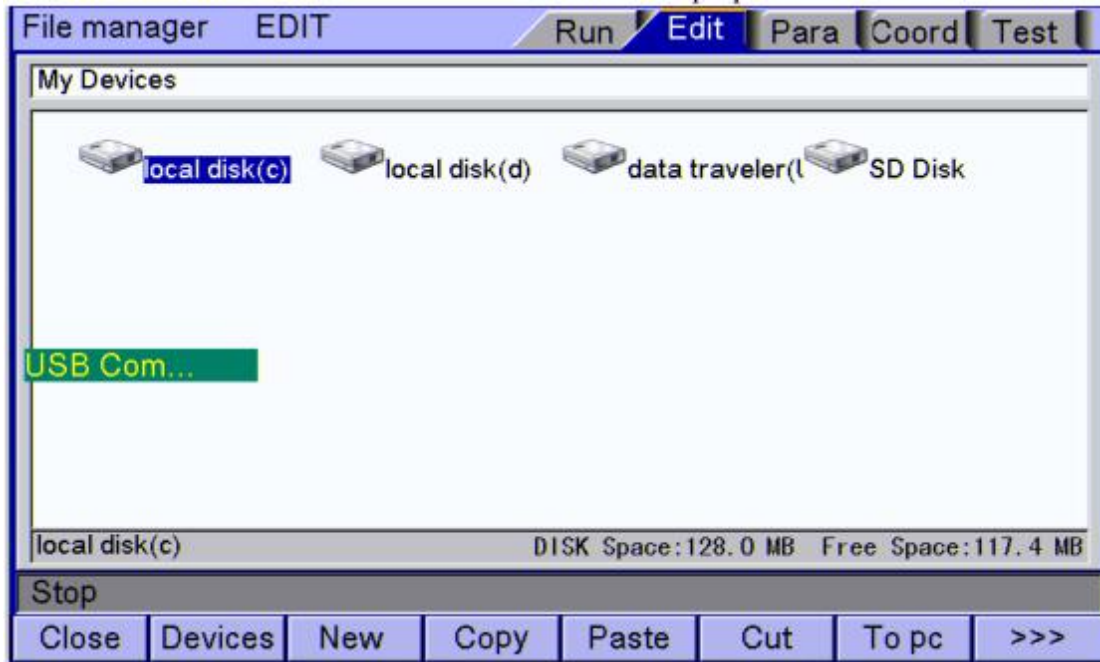 File manager EDIT Run Edit Para Coord Test
My Devices
local disk(c) local disk(d) data traveler( SD Disk
USB Com...
local disk(c) DISK Space:128.0 MB Free Space:117.4 MB
Stop
Close Devices New Copy Paste Cut To pc >>>